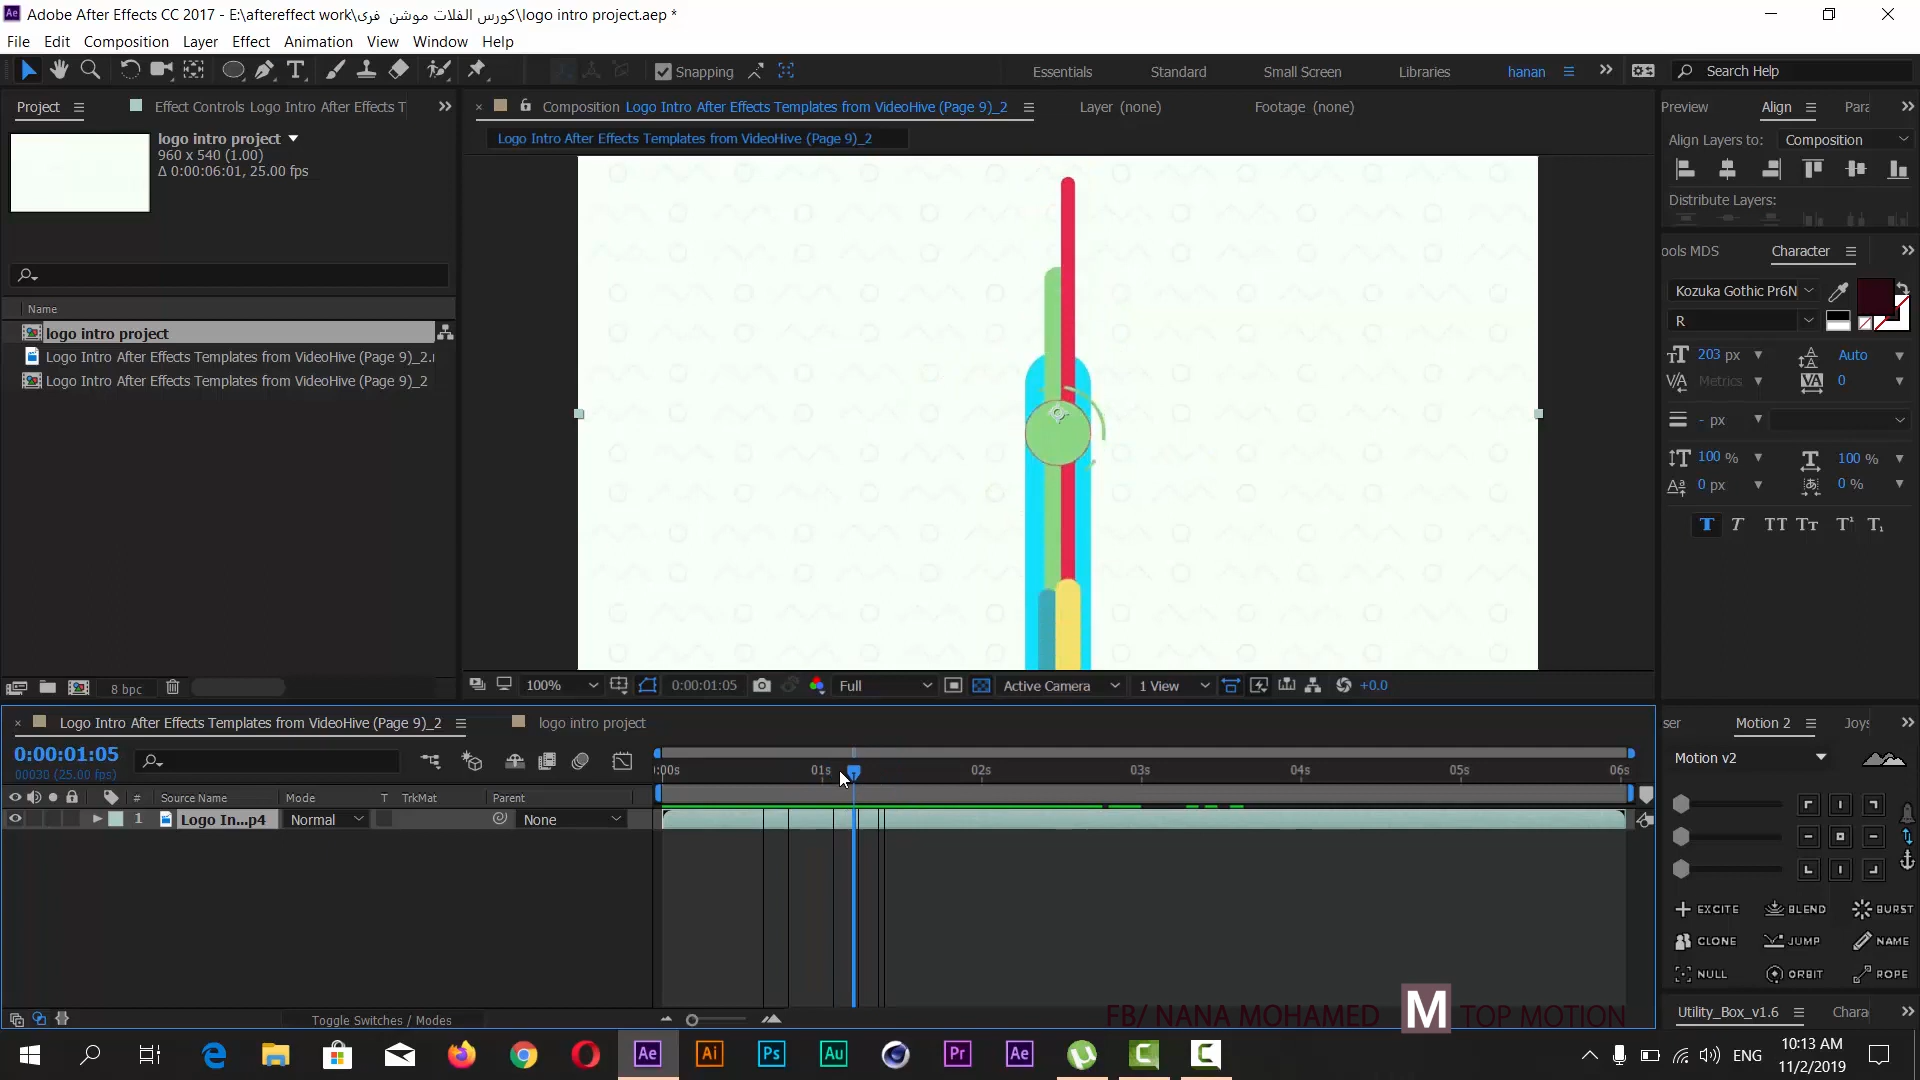 Adobe After Effects CC 2017 - E:\aftereffect work\كورس الفلات موشن فرى\logo intro project.aep *
File Edit Composition Layer Effect Animation View Window Help
Snapping Essentials Standard Small Screen Libraries hanan Search Help
Project Effect Controls Logo Intro After Effects T
Composition Logo Intro After Effects Templates from VideoHive (Page 9)_2 Layer (none) Footage (none)
Preview Align Para
logo intro project
960 x 540 (1.00)
Δ 0:00:06:01, 25.00 fps
Logo Intro After Effects Templates from VideoHive (Page 9)_2
Align Layers to: Composition
Distribute Layers:
ools MDS Character
Kozuka Gothic Pr6N
R
203 px Auto
Metrics 0
- px
100 % 100 %
0 px 0 %
T T TT Tт T¹ T₁
Name
logo intro project
Logo Intro After Effects Templates from VideoHive (Page 9)_2.
Logo Intro After Effects Templates from VideoHive (Page 9)_2
8 bpc
100% 0:00:01:05 Full Active Camera 1 View +0.0
Logo Intro After Effects Templates from VideoHive (Page 9)_2 logo intro project
0:00:01:05
00030 (25.00 fps)
:00s 01s 02s 03s 04s 05s 06s
# Source Name Mode T TrkMat Parent
1 Logo In...p4 Normal None
Toggle Switches / Modes
ser Motion 2 Joys
Motion v2
EXCITE BLEND BURST
CLONE JUMP NAME
NULL ORBIT ROPE
Utility_Box_v1.6 Chara
FB/ NANA MOHAMED M TOP MOTION
Ae Ai Ps Au Pr Ae
ENG
10:13 AM
11/2/2019